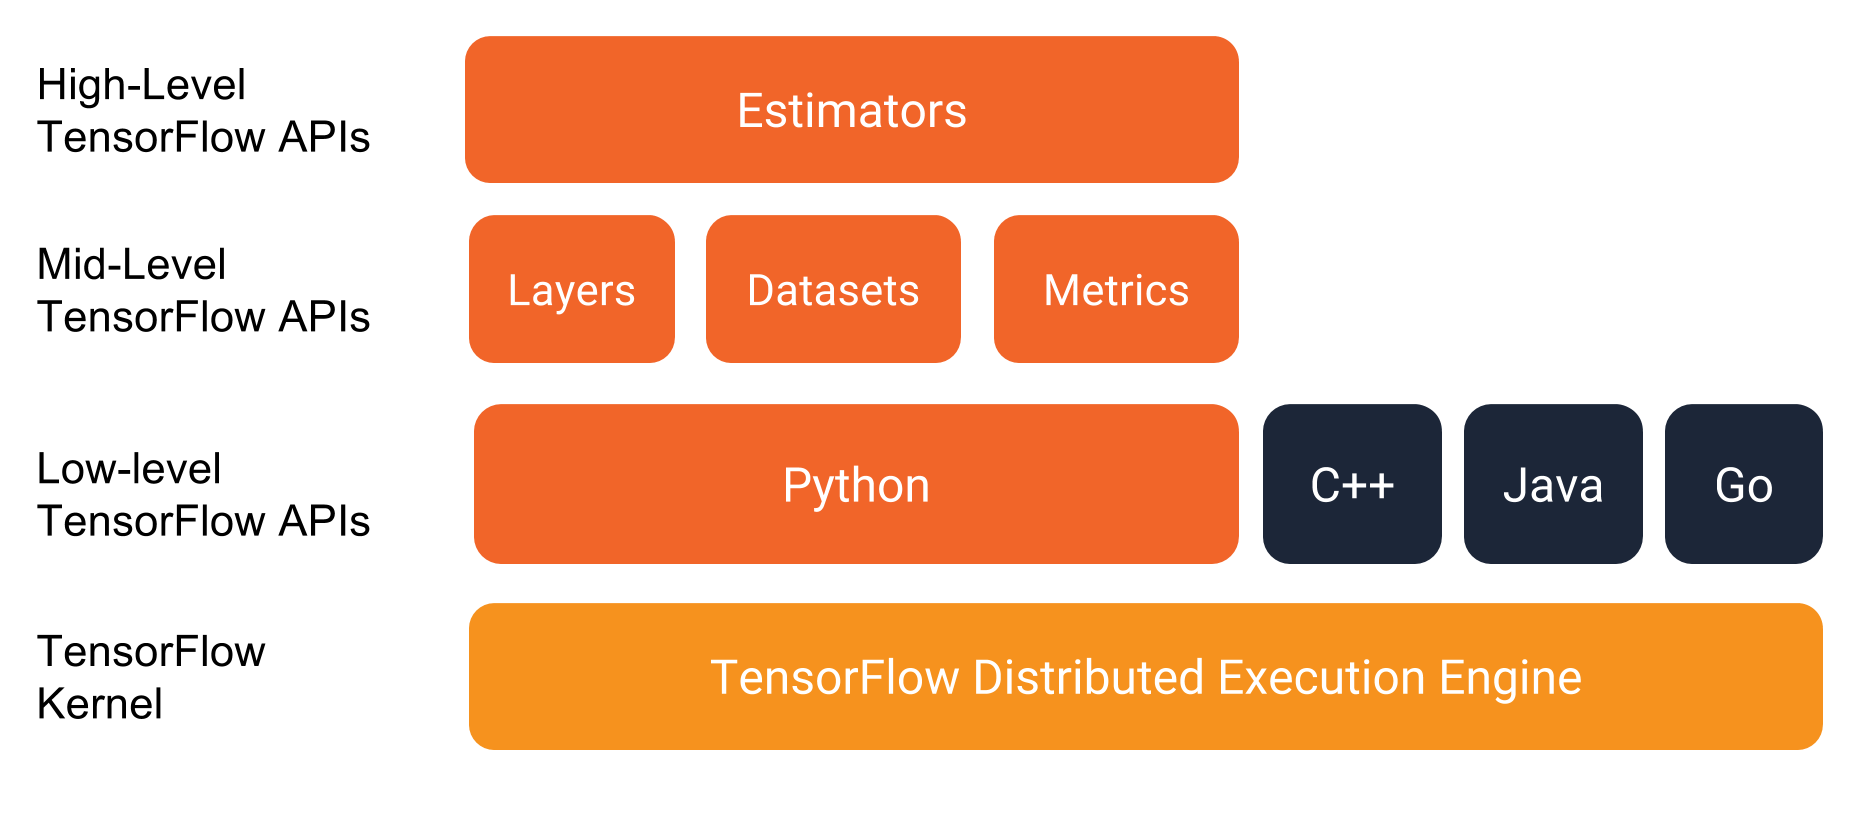 High-Level
TensorFlow APIs
Estimators
Mid-Level
TensorFlow APIs
Layers
Datasets
Metrics
Low-level
TensorFlow APIs
Python
C++
Java
Go
TensorFlow
Kernel
TensorFlow Distributed Execution Engine